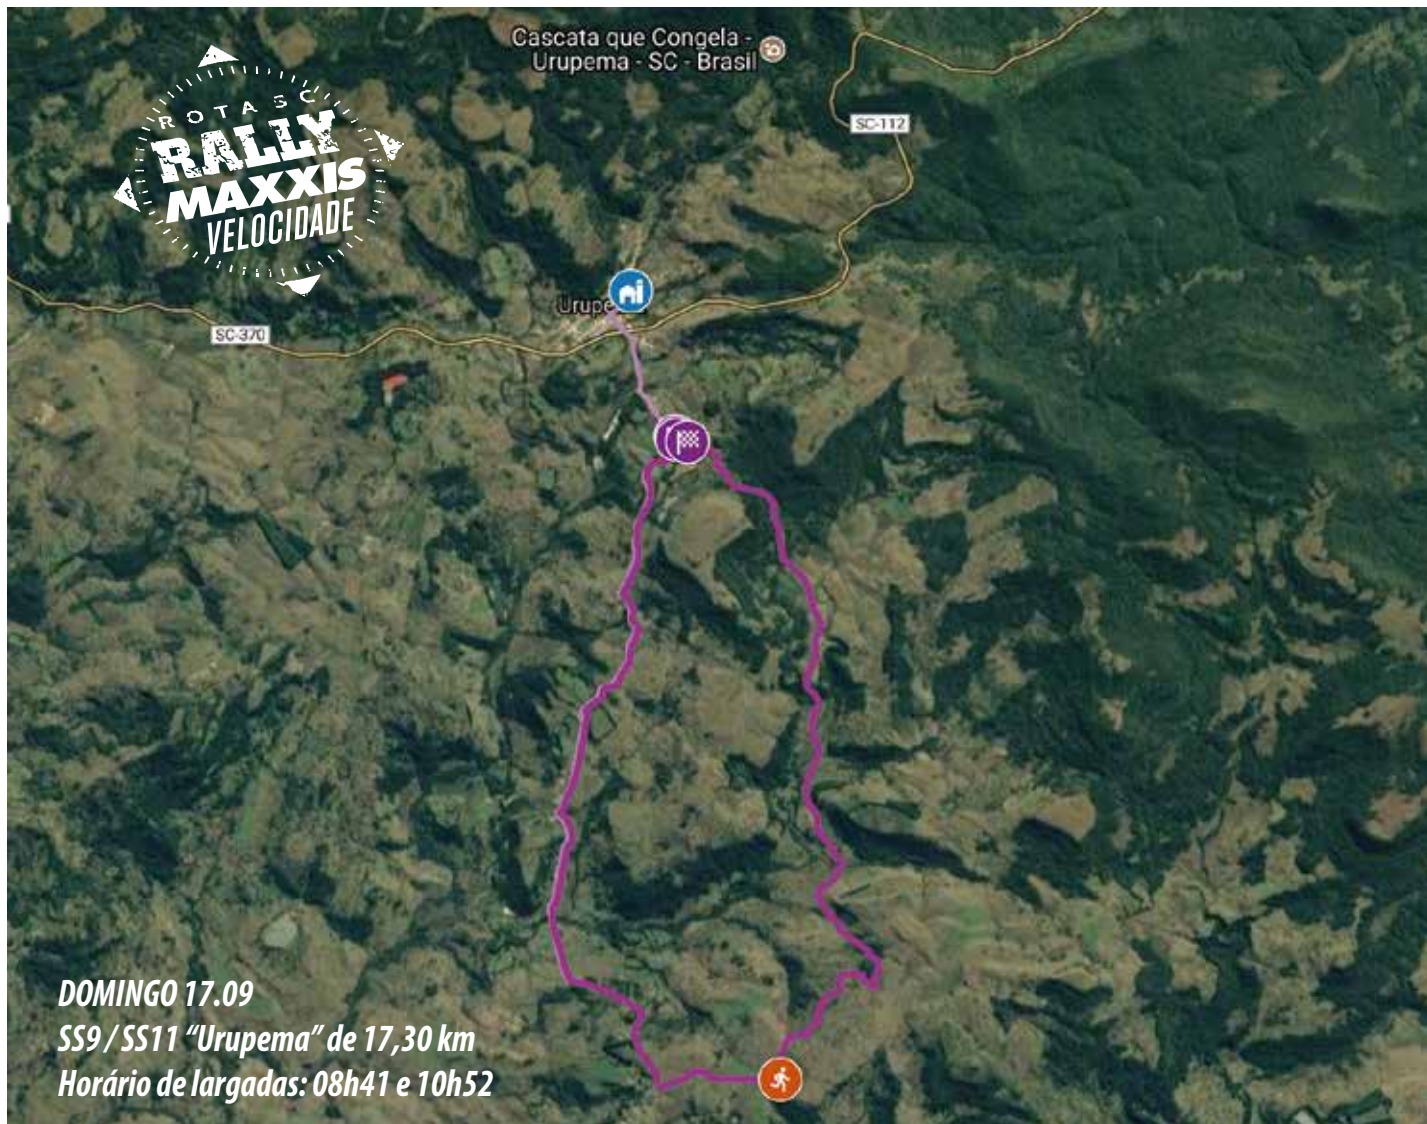 Cascata que Congela -
Urupema - SC - Brasil
ROTA SC
RALLY
MAXXIS
VELOCIDADE
SC-112
Urupe
SC-370
DOMINGO 17.09
SS9 / SS11 “Urupema” de 17,30 km
Horário de largadas: 08h41 e 10h52